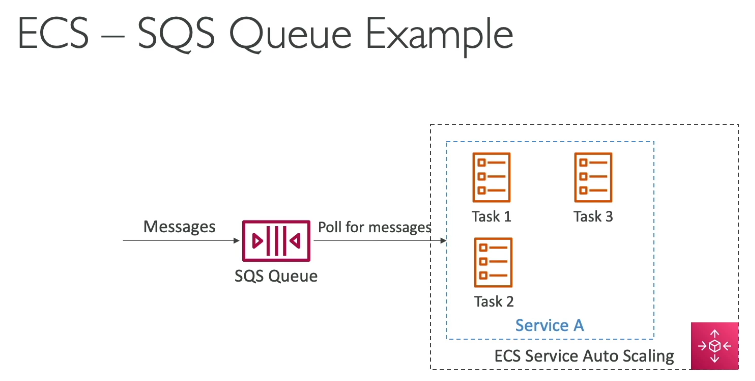 ECS – SQS Queue Example
Messages
SQS Queue
Poll for messages
Task 1
Task 3
Task 2
Service A
ECS Service Auto Scaling